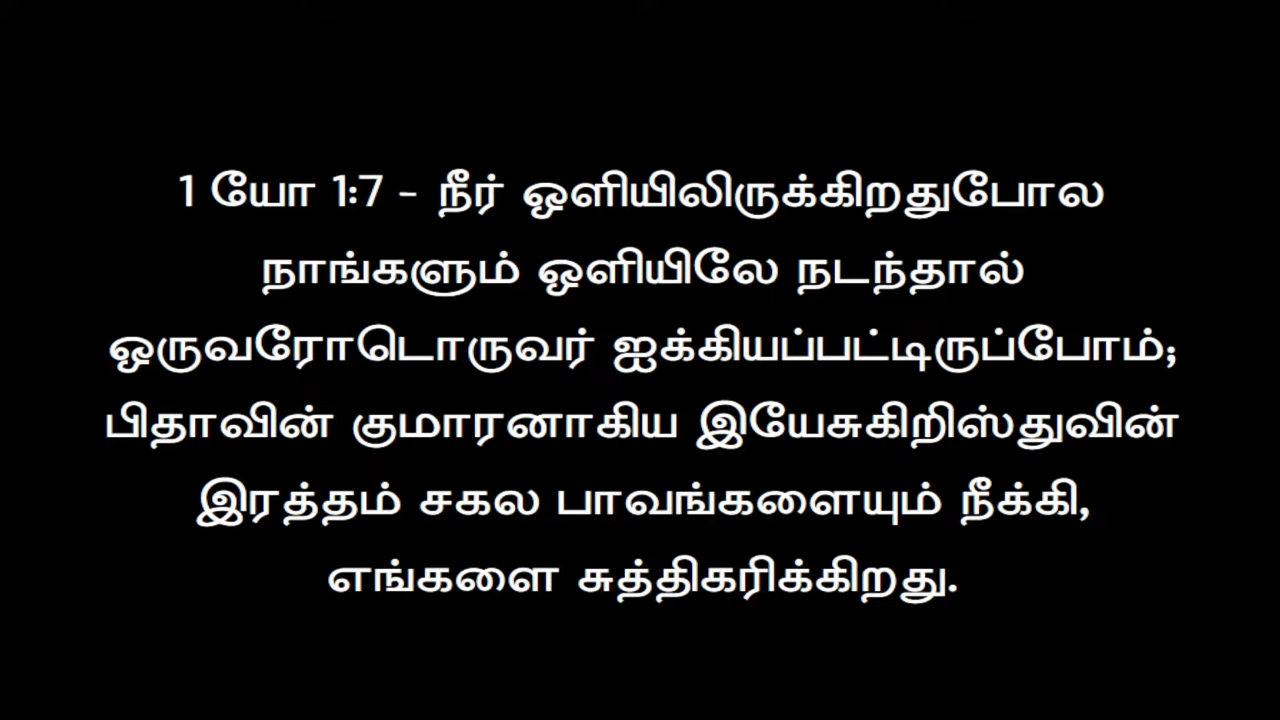 1 யோ 1:7 - நீர் ஒளியிலிருக்கிறதுபோல
நாங்களும் ஒளியிலே நடந்தால்
ஒருவரோடொருவர் ஐக்கியப்பட்டிருப்போம்;
பிதாவின் குமாரனாகிய இயேசுகிறிஸ்துவின்
இரத்தம் சகல பாவங்களையும் நீக்கி,
எங்களை சுத்திகரிக்கிறது.